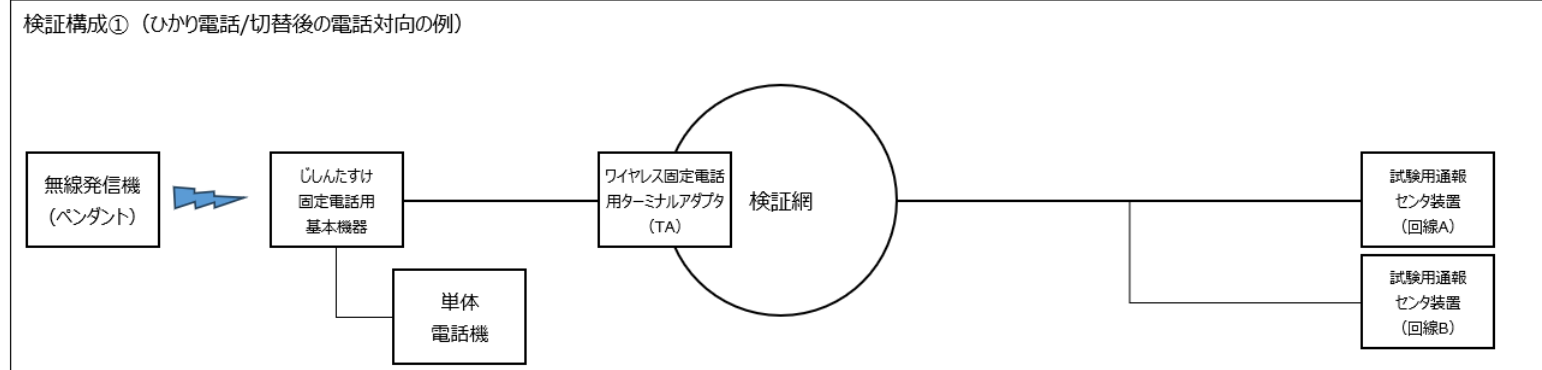 検証構成①（ひかり電話/切替後の電話対向の例）
無線発信機
（ペンダント）
じしんたすけ
固定電話用
基本機器
単体
電話機
ワイヤレス固定電話
用ターミナルアダプタ
（TA）
検証網
試験用通報
センタ装置
（回線A）
試験用通報
センタ装置
（回線B）